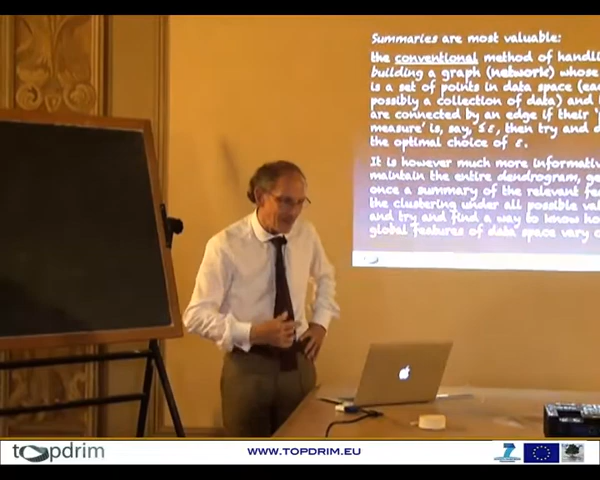 Summaries are most valuable:
the conventional method of handli
building a graph (network) whose
is a set of points in data space (ea
possibly a collection of data) and
are connected by an edge if their '
measure' is, say, ≤ ε, then try and d
the optimal choice of ε.
It is however much more informativ
maintain the entire dendrogram, ge
once a summary of the relevant fe
the clustering under all possible va
and try and find a way to know ho
global features of data space vary o
topdrim
WWW.TOPDRIM.EU
7